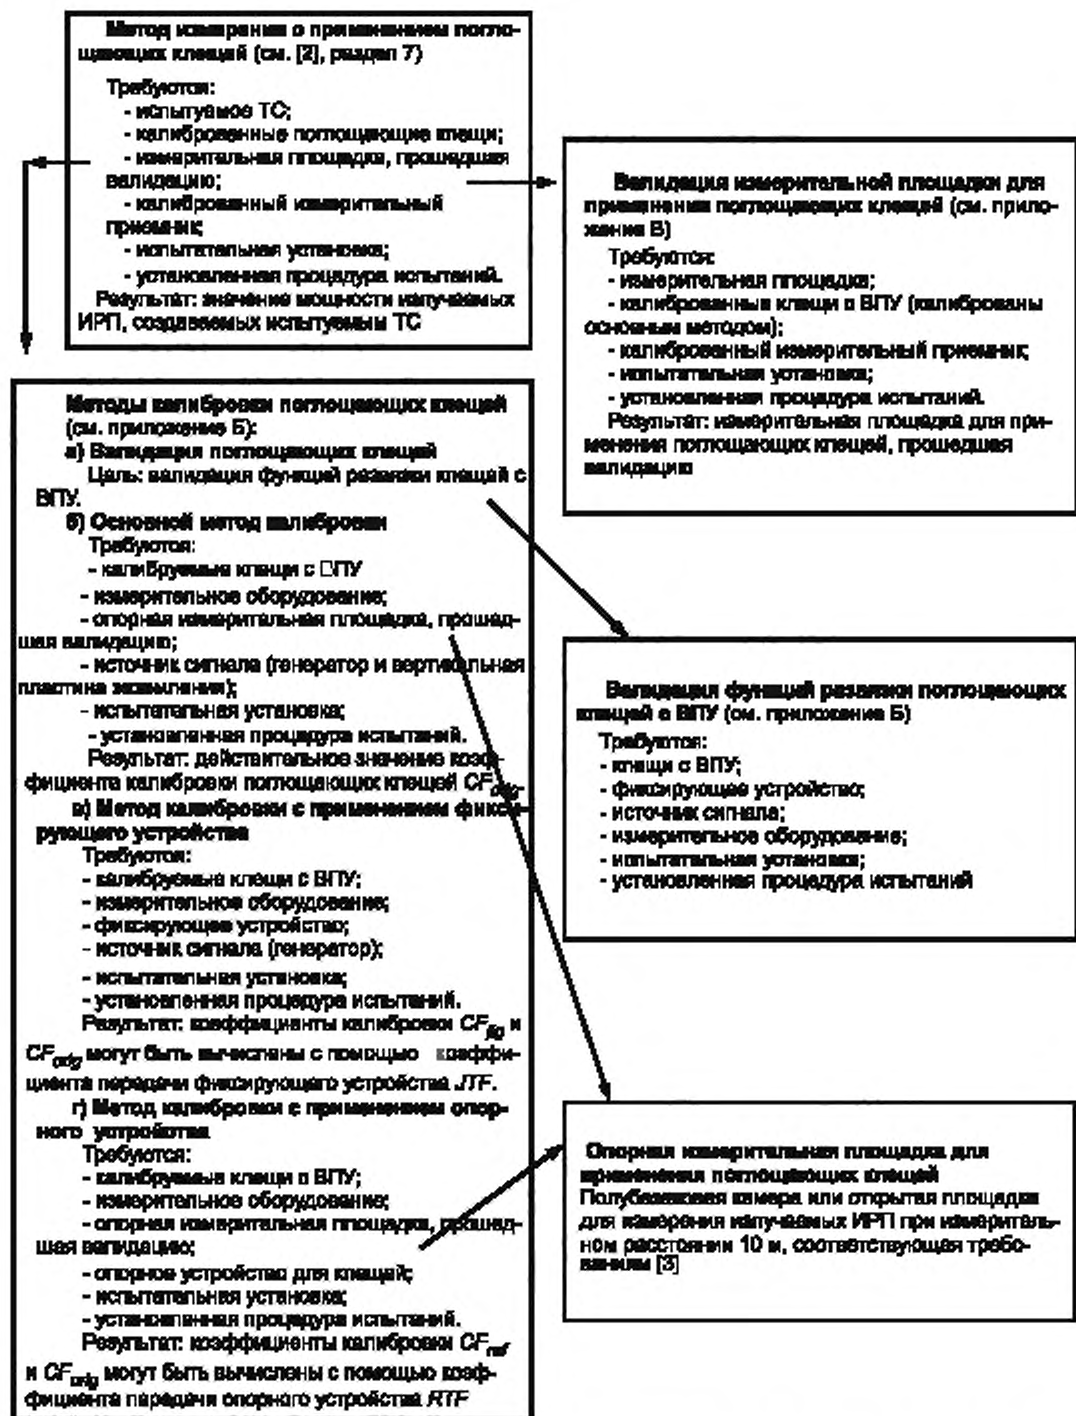 Метод измерения с применением погло-
щающих клещей (см. [2], раздел 7)
Требуются:
- испытуемое ТС;
- калиброванные поглощающие клещи;
- измерительная площадка, прошедшая
валидацию;
- калиброванный измерительный
приемник;
- испытательная установка;
- установленная процедура испытаний.
Результат: значение мощности излучаемых
ИРП, создаваемых испытуемым ТС
Валидация измерительной площадки для
применения поглощающих клещей (см. прило-
жение В)
Требуются:
- измерительная площадка;
- калиброванные клещи с ВПУ (калиброваны
основным методом);
- калиброванный измерительный приемник;
- испытательная установка;
- установленная процедура испытаний.
Результат: измерительная площадка для при-
менения поглощающих клещей, прошедшая
валидацию
Методы калибровки поглощающих клещей
(см. приложение Б):
а) Валидация поглощающих клещей
Цель: валидация функций развязки клещей с
ВПУ.
б) Основной метод калибровки
Требуются:
- калибруемые клещи с ВПУ
- измерительное оборудование;
- опорная измерительная площадка, прошед-
шая валидацию;
- источник сигнала (генератор и вертикальная
пластина заземления);
- испытательная установка;
- установленная процедура испытаний.
Результат: действительное значение коэф-
фициента калибровки поглощающих клещей CF orig.
в) Метод калибровки с применением фикси-
рующего устройства
Требуются:
- калибруемые клещи с ВПУ;
- измерительное оборудование;
- фиксирующее устройство;
- источник сигнала (генератор);
- испытательная установка;
- установленная процедура испытаний.
Результат: коэффициенты калибровки CF jig и
CF orig могут быть вычислены с помощью коэффи-
циента передачи фиксирующего устройства JTF.
г) Метод калибровки с применением опор-
ного устройства
Требуются:
- калибруемые клещи с ВПУ;
- измерительное оборудование;
- опорная измерительная площадка, прошед-
шая валидацию;
- опорное устройство для клещей;
- испытательная установка;
- установленная процедура испытаний.
Результат: коэффициенты калибровки CF ref
и CF orig могут быть вычислены с помощью коэф-
фициента передачи опорного устройства RTF
Валидация функций развязки поглощающих
клещей с ВПУ (см. приложение Б)
Требуются:
- клещи с ВПУ;
- фиксирующее устройство;
- источник сигнала;
- измерительное оборудование;
- испытательная установка;
- установленная процедура испытаний
Опорная измерительная площадка для
применения поглощающих клещей
Полубезэховая камера или открытая площадка
для измерения излучаемых ИРП при измеритель-
ном расстоянии 10 м, соответствующая требо-
ваниям [3]